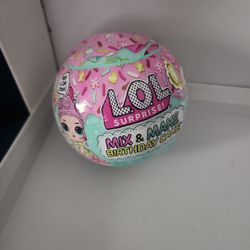 L.O.L.
SURPRISE!
MIX & MAKE
BIRTHDAY CAKE